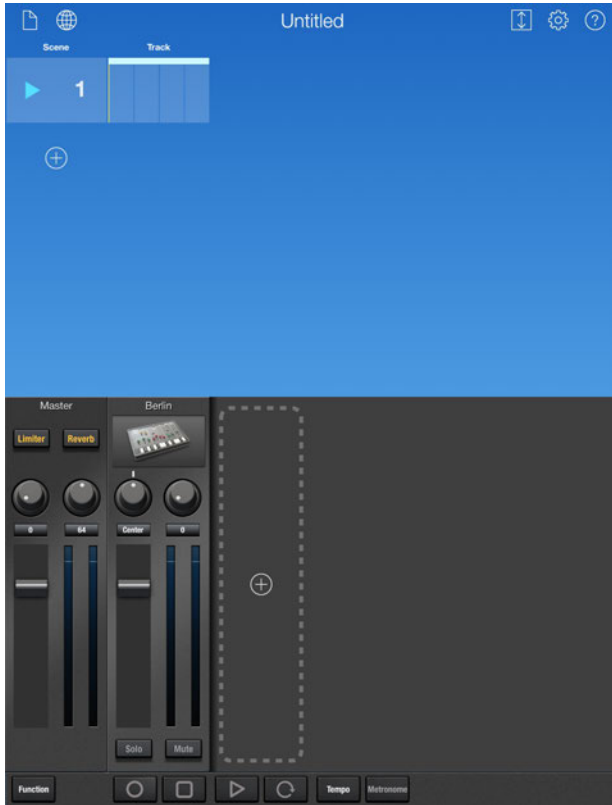 Untitled
Scene Track
1
Master Berlin
Limiter Reverb
0 64 Center 0
Solo Mute
Function Tempo Metronome